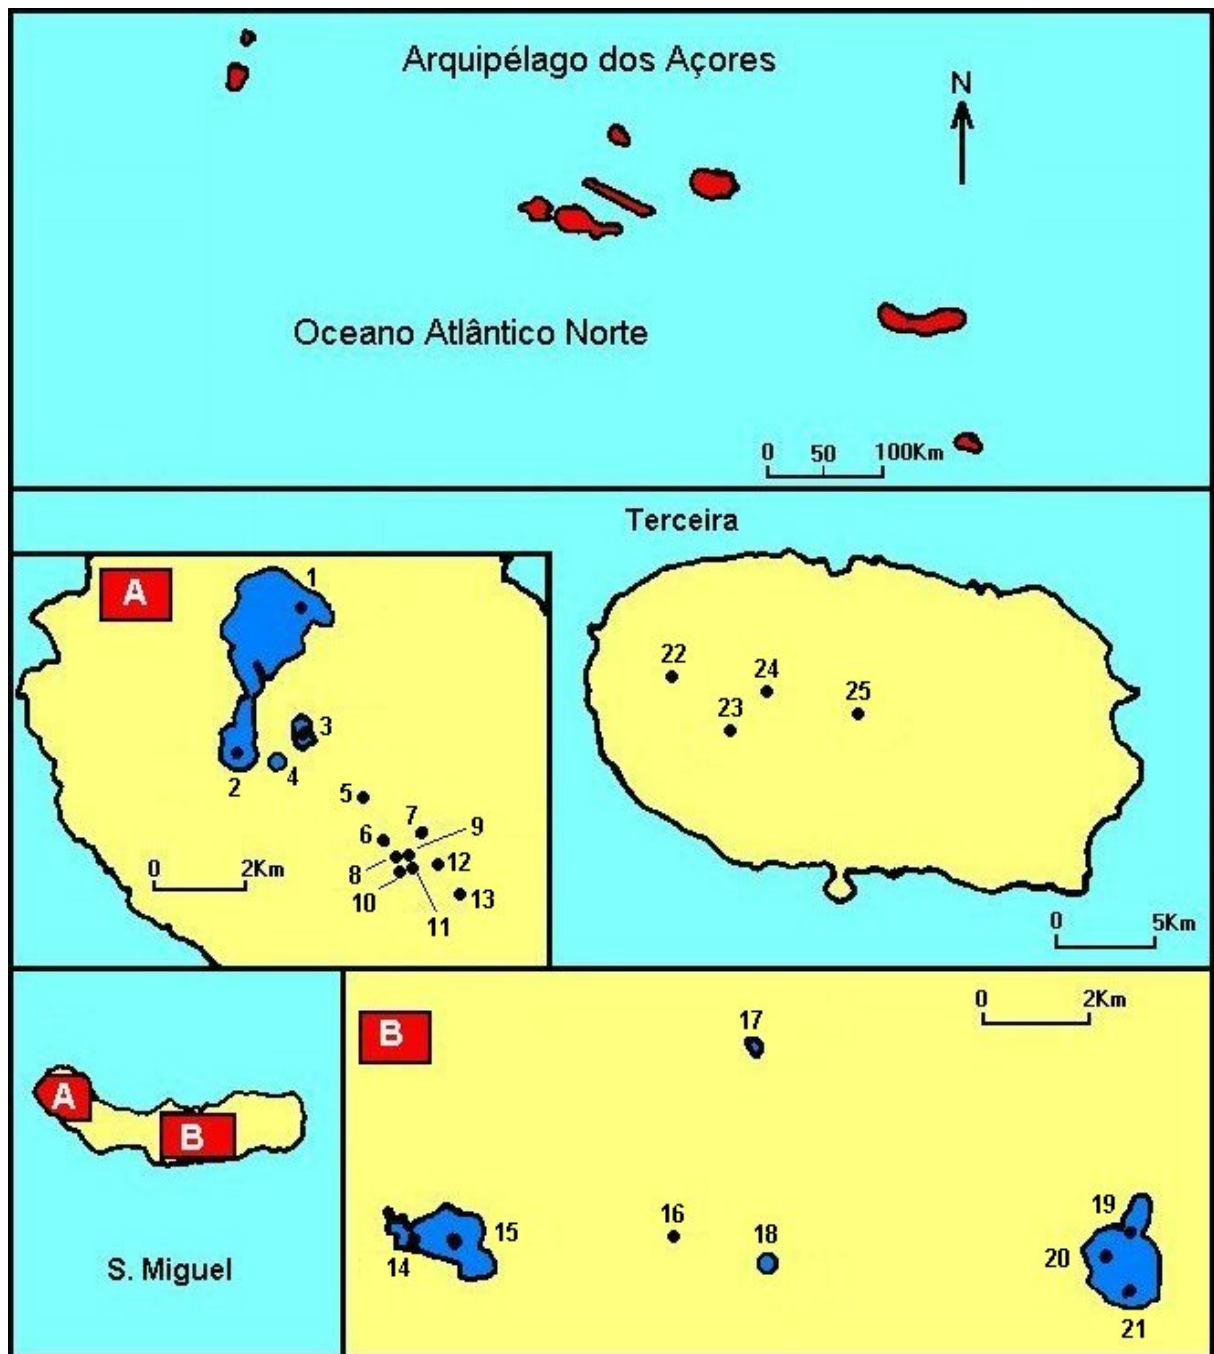 Arquipélago dos Açores
N
Oceano Atlântico Norte
0 50 100Km
Terceira
A
1
2
3
4
5
6
7
8
9
10
11
12
13
0 2Km
22
23
24
25
0 5Km
A
B
S. Miguel
B
0 2Km
17
14
15
16
18
19
20
21